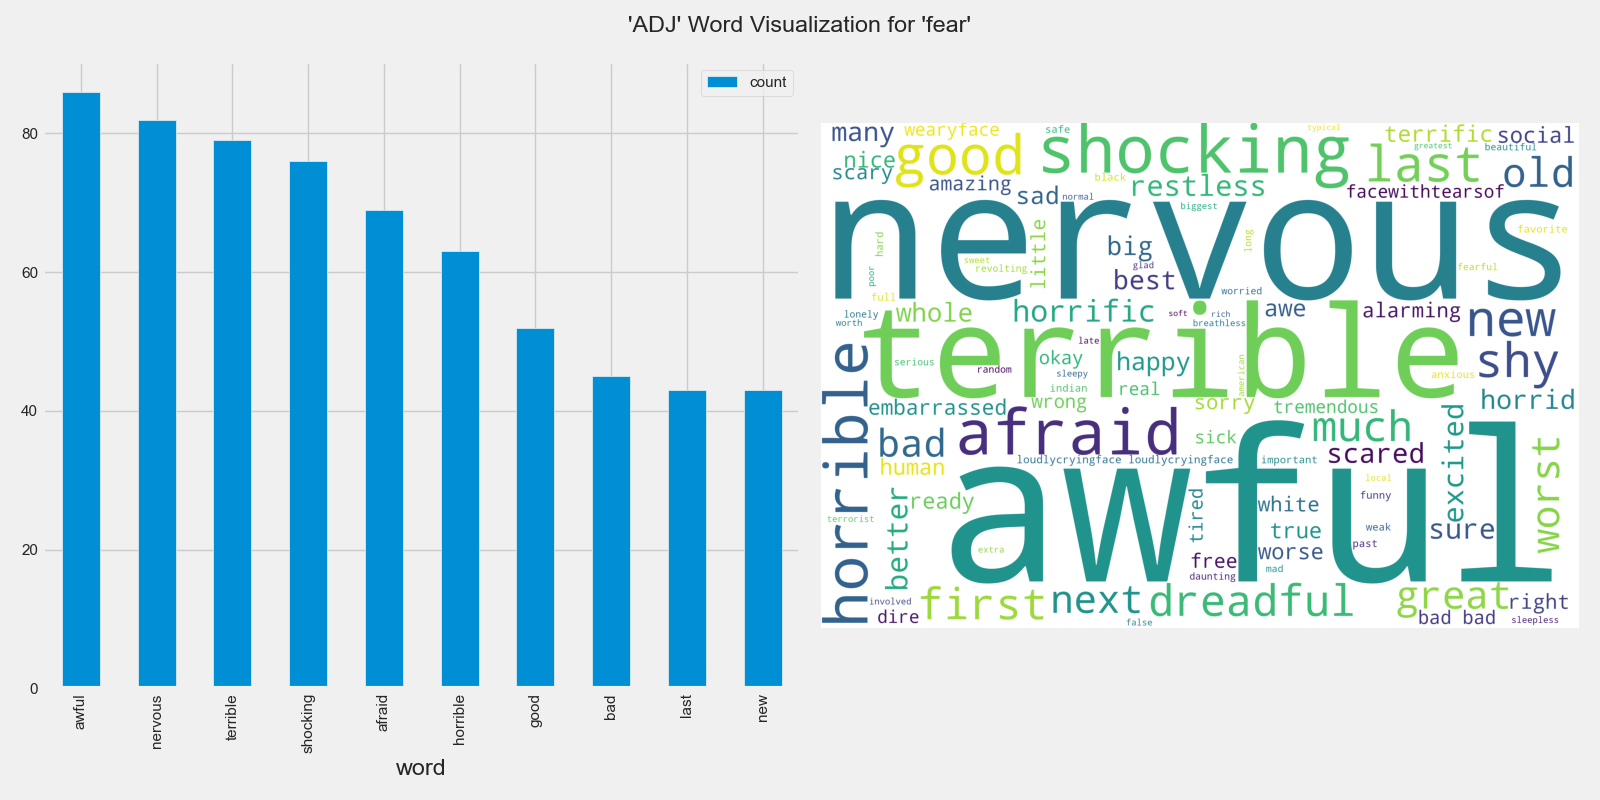 'ADJ' Word Visualization for 'fear'
count
80
60
40
20
0
awful
nervous
terrible
shocking
afraid
horrible
good
bad
last
new
word
many
wearyface
safe
typical
terrific
social
nice
good
shocking
greatest
beautiful
last
old
scary
amazing
black
restless
facewithtearsof
sad
normal
biggest
nervous
hard
little
big
long
favorite
sweet
revolting
glad
fearful
poor
best
full
worried
lonely
worth
whole
horrific
soft
rich
breathless
awe
alarming
new
terrible
late
horrible
serious
random
okay
sleepy
happy
american
shy
anxious
indian
real
embarrassed
wrong
sorry
tremendous
horrid
bad
afraid
sick
much
excited
human
loudlycryingface loudlycryingface
important
scared
worst
awful
local
better
ready
tired
white
funny
terrorist
true
weak
sure
extra
worse
past
free
daunting
mad
involved
first
next
dreadful
great
right
dire
false
bad bad
sleepless